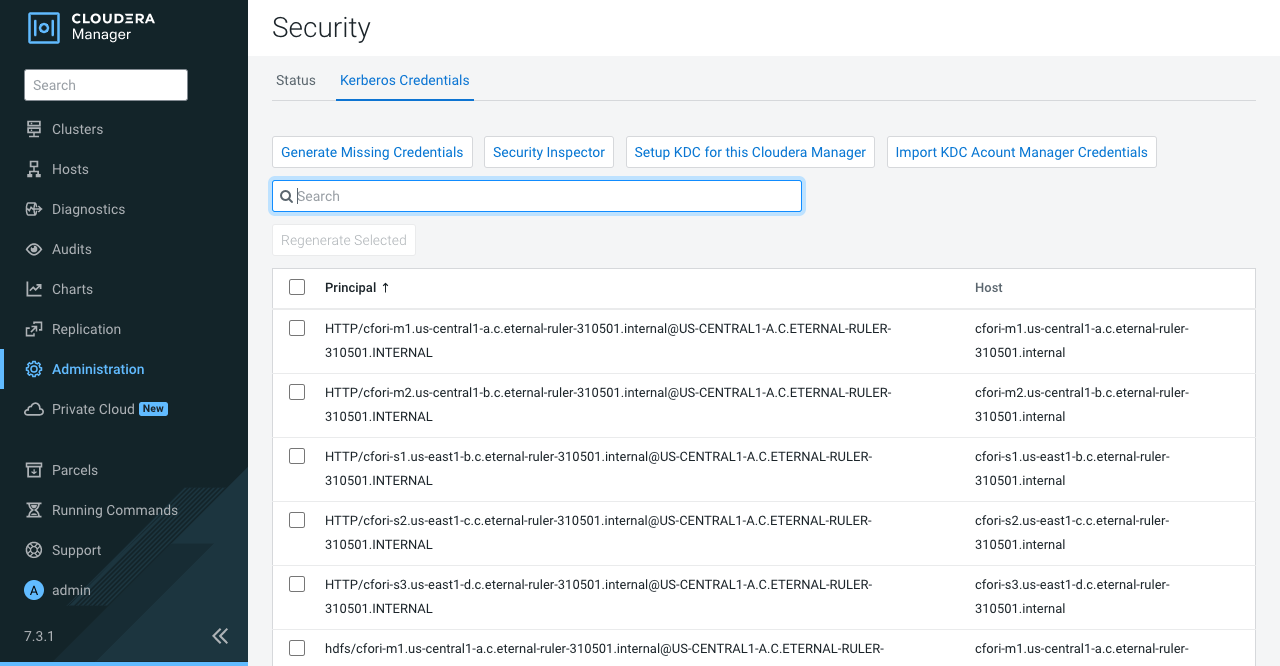 CLOUDERA
Manager
Search
Clusters
Hosts
Diagnostics
Audits
Charts
Replication
Administration
Private Cloud New
Parcels
Running Commands
Support
A admin
7.3.1
Security
Status Kerberos Credentials
Generate Missing Credentials Security Inspector Setup KDC for this Cloudera Manager Import KDC Acount Manager Credentials
Search
Regenerate Selected
Principal ↑ Host
HTTP/cfori-m1.us-central1-a.c.eternal-ruler-310501.internal@US-CENTRAL1-A.C.ETERNAL-RULER- cfori-m1.us-central1-a.c.eternal-ruler-
310501.INTERNAL 310501.internal
HTTP/cfori-m2.us-central1-b.c.eternal-ruler-310501.internal@US-CENTRAL1-A.C.ETERNAL-RULER- cfori-m2.us-central1-b.c.eternal-ruler-
310501.INTERNAL 310501.internal
HTTP/cfori-s1.us-east1-b.c.eternal-ruler-310501.internal@US-CENTRAL1-A.C.ETERNAL-RULER- cfori-s1.us-east1-b.c.eternal-ruler-
310501.INTERNAL 310501.internal
HTTP/cfori-s2.us-east1-c.c.eternal-ruler-310501.internal@US-CENTRAL1-A.C.ETERNAL-RULER- cfori-s2.us-east1-c.c.eternal-ruler-
310501.INTERNAL 310501.internal
HTTP/cfori-s3.us-east1-d.c.eternal-ruler-310501.internal@US-CENTRAL1-A.C.ETERNAL-RULER- cfori-s3.us-east1-d.c.eternal-ruler-
310501.INTERNAL 310501.internal
hdfs/cfori-m1.us-central1-a.c.eternal-ruler-310501.internal@US-CENTRAL1-A.C.ETERNAL-RULER- cfori-m1.us-central1-a.c.eternal-ruler-